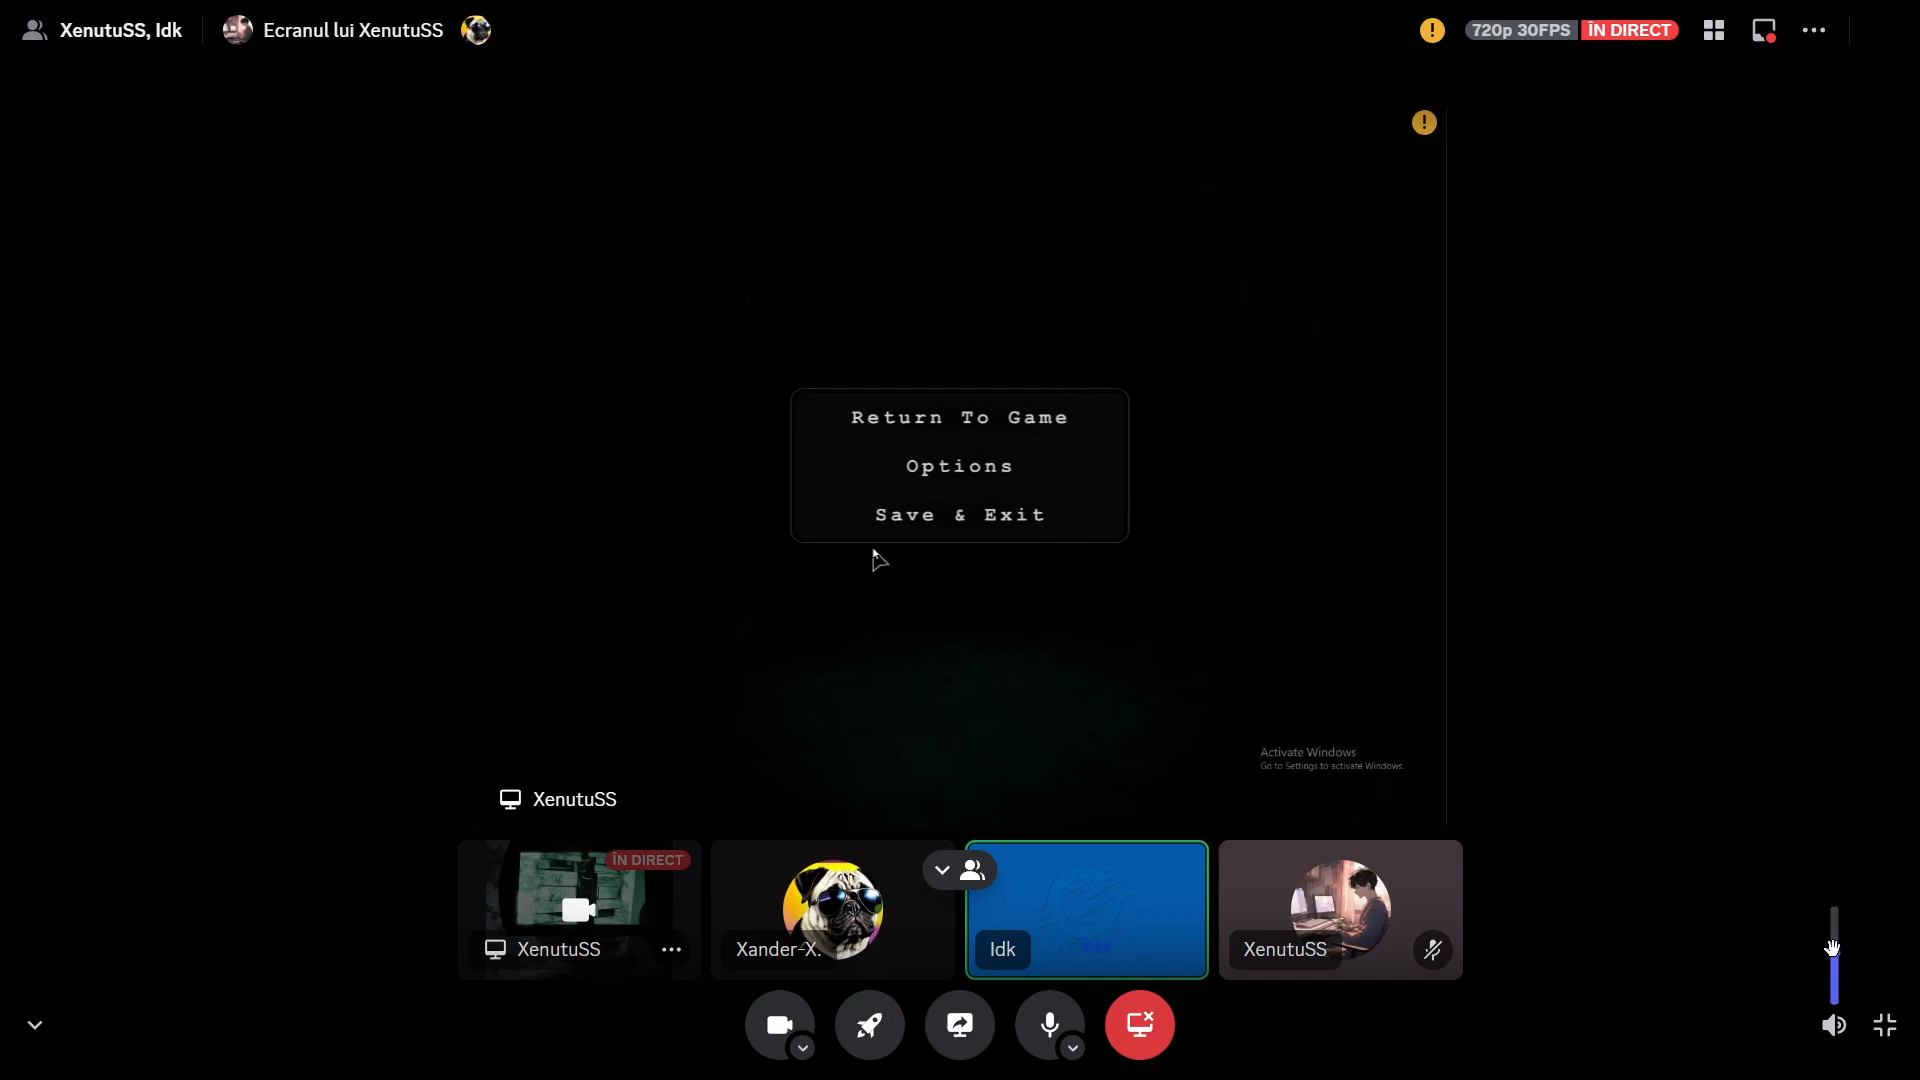 XenutuSS, Idk
Ecranul lui XenutuSS
720p 30FPS
ÎN DIRECT
Return To Game
Options
Save & Exit
Activate Windows
Go to Settings to activate Windows.
XenutuSS
ÎN DIRECT
XenutuSS
Xander-X.
Idk
XenutuSS